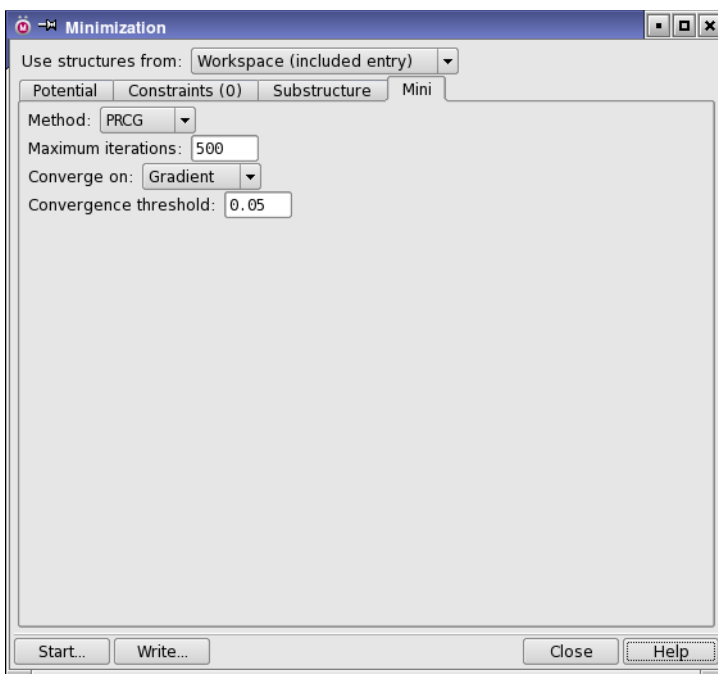 Minimization
Use structures from: Workspace (included entry)
Potential Constraints (0) Substructure Mini
Method: PRCG
Maximum iterations: 500
Converge on: Gradient
Convergence threshold: 0.05
Start... Write... Close Help